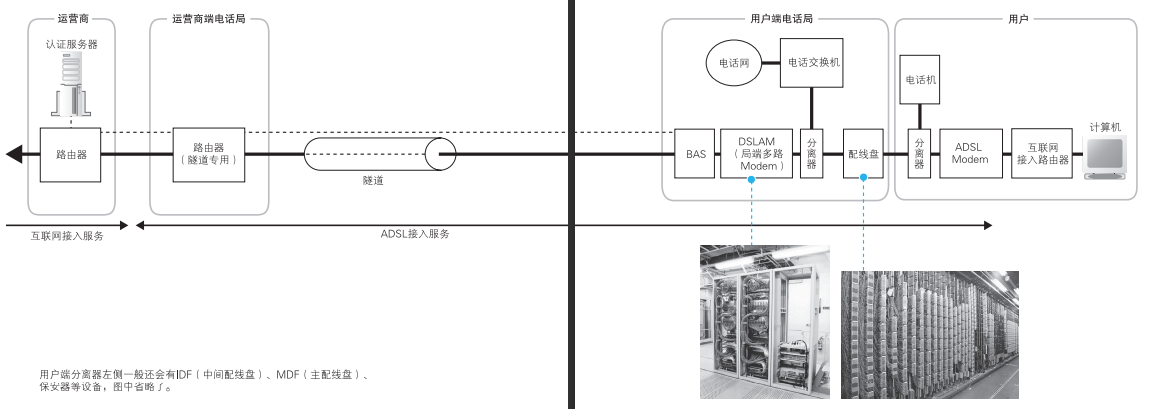 运营商
认证服务器
路由器
互联网接入服务
运营商端电话局
路由器
（隧道专用）
隧道
ADSL接入服务
用户端电话局
电话网
电话交换机
BAS
DSLAM
（局端多路
Modem）
分离器
配线盘
用户
电话机
分离器
ADSL
Modem
互联网
接入路由器
计算机
用户端分离器左侧一般还会有IDF（中间配线盘）、MDF（主配线盘）、
保安器等设备，图中省略了。